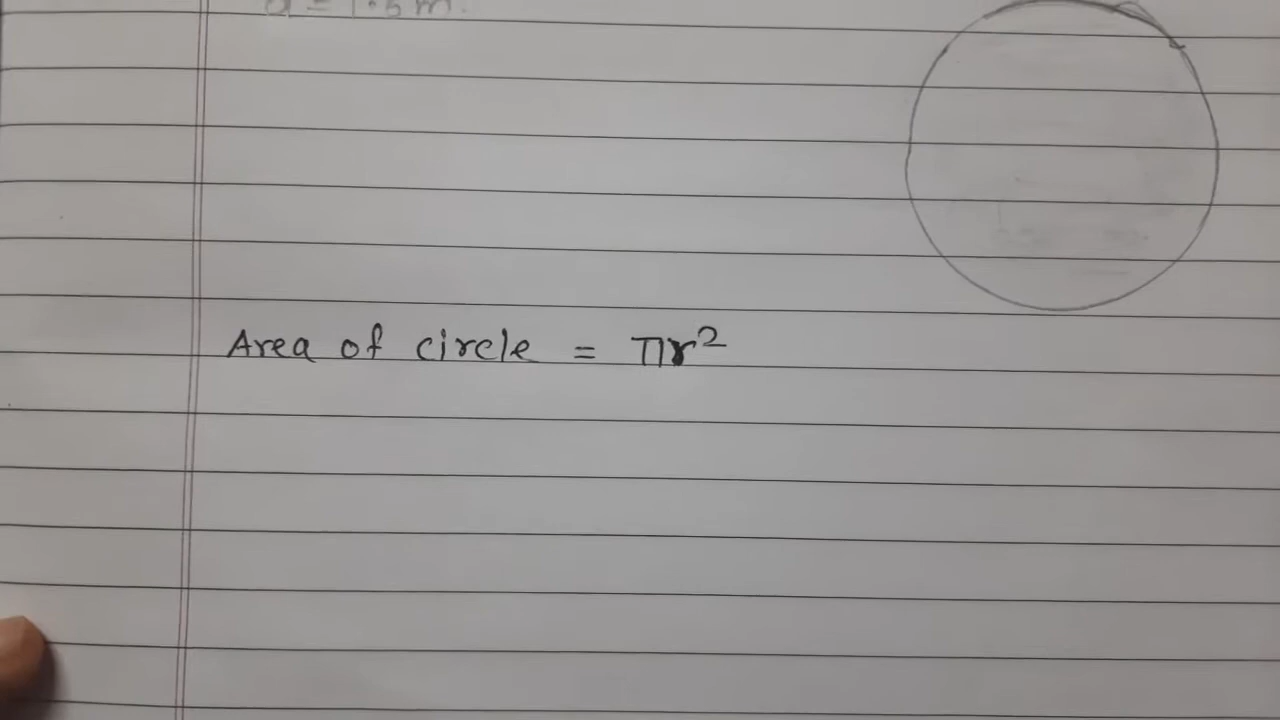 Area of circle = πr²